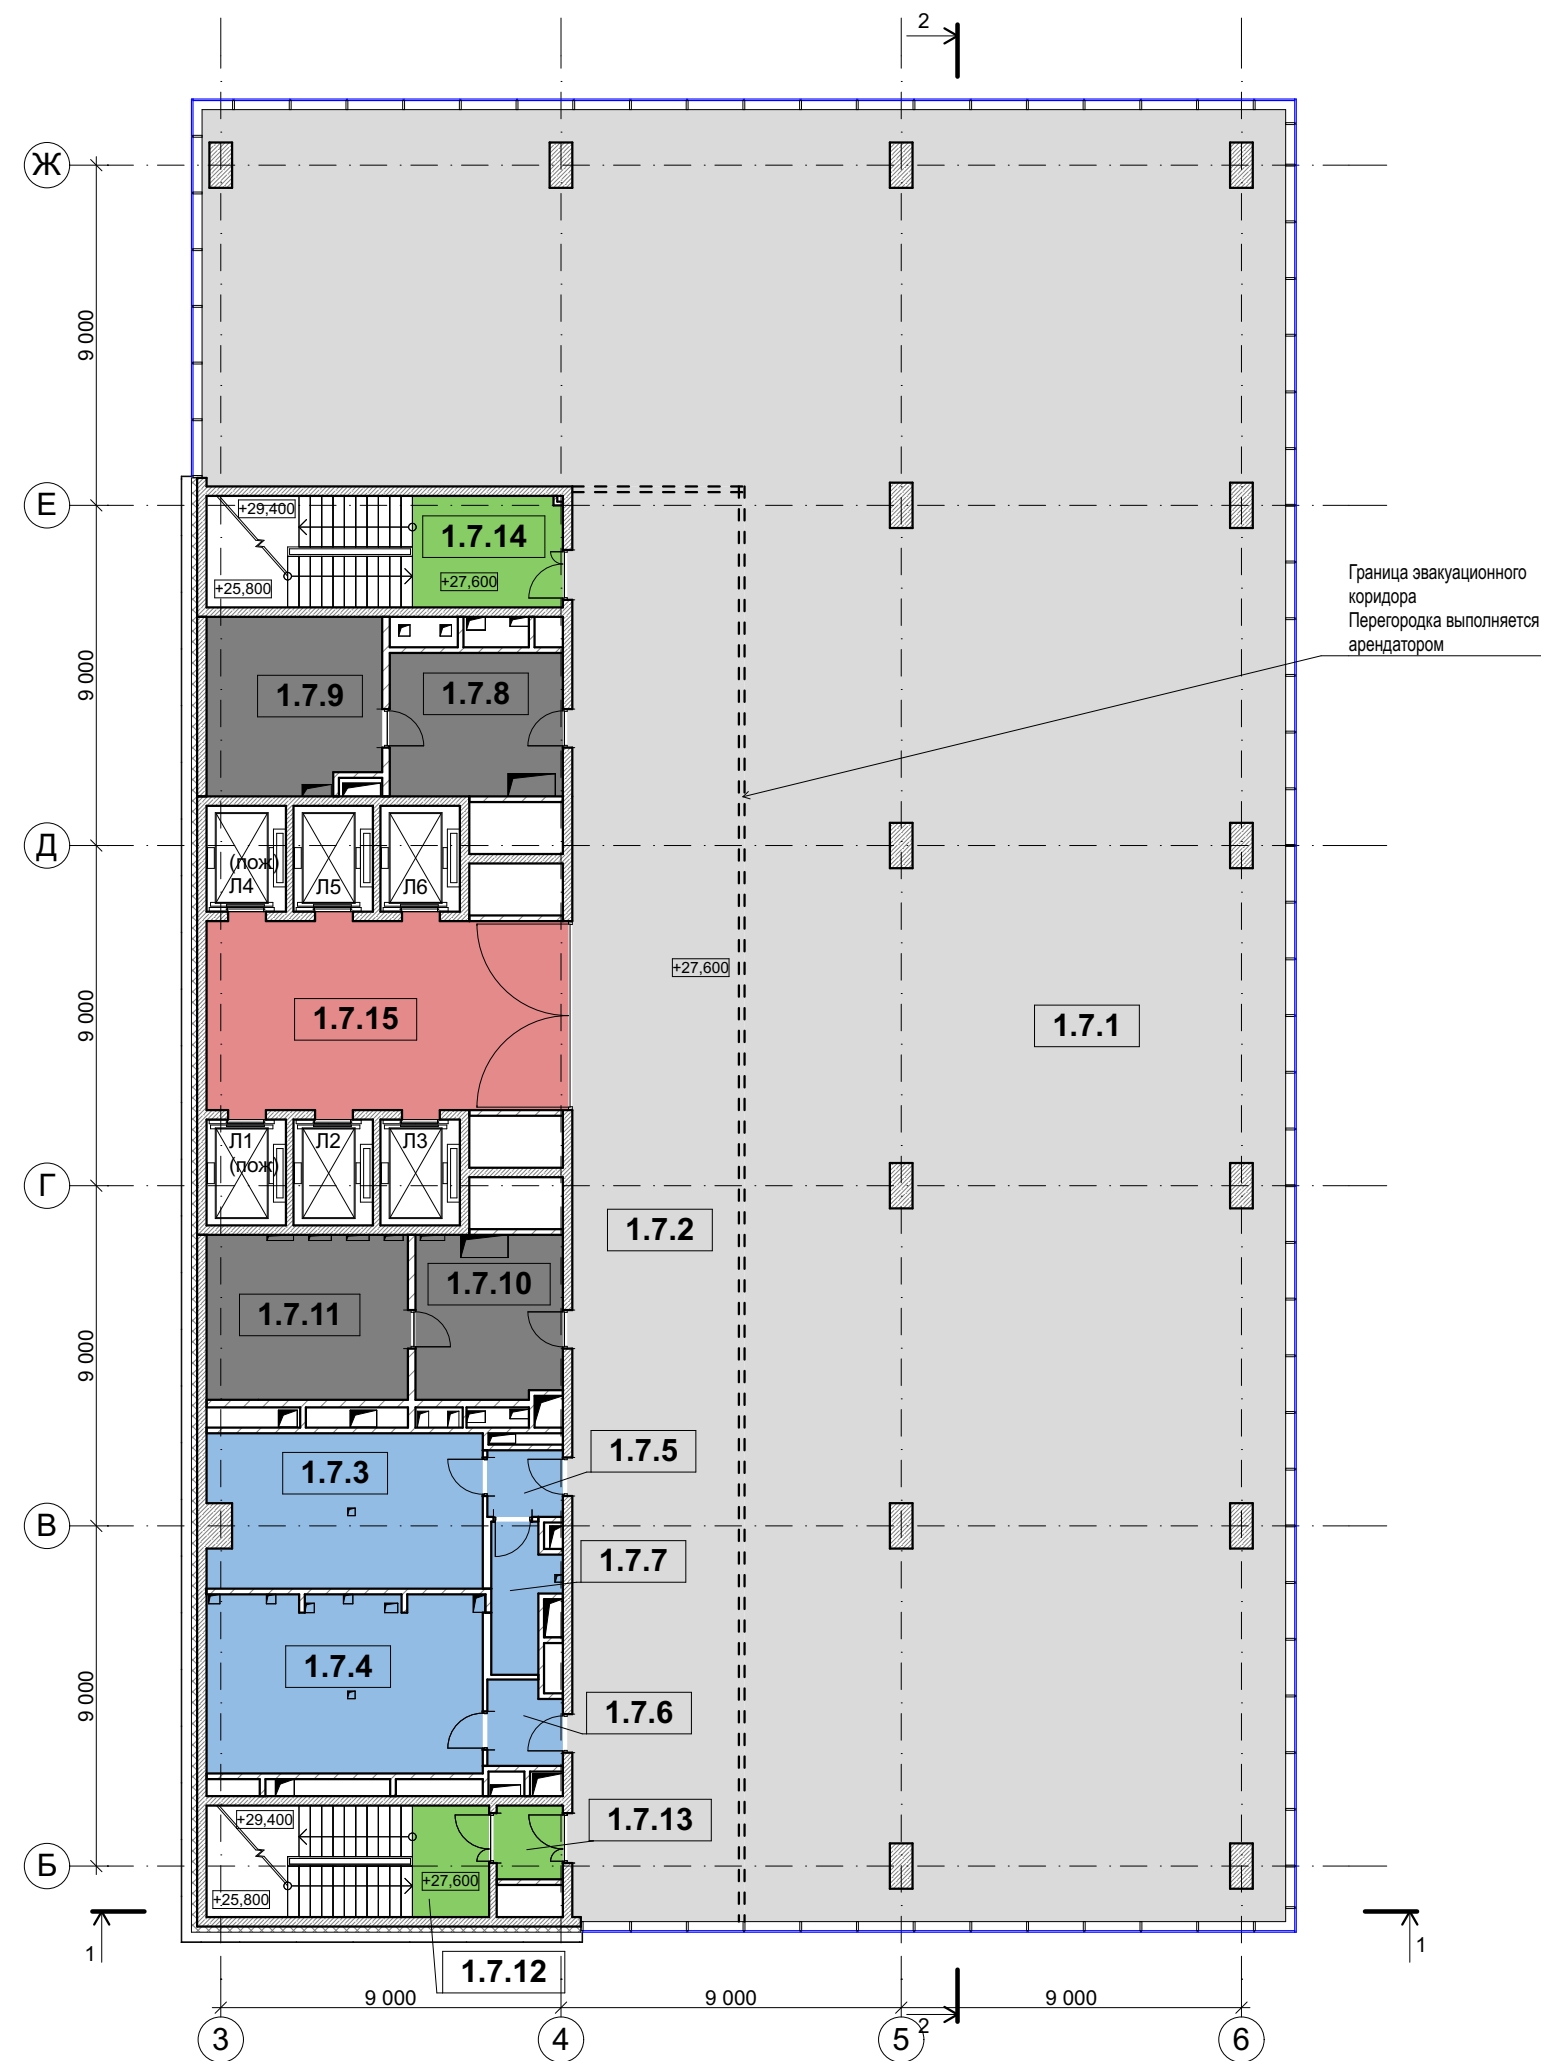 2
Ж
9 000
Е
+29,400
1.7.14
+25,800
+27,600
Граница эвакуационного
коридора
Перегородка выполняется
арендатором
9 000
1.7.9
1.7.8
Д
(пож)
Л4
Л5
Л6
+27,600
9 000
1.7.15
1.7.1
Л1
(пож)
Л2
Л3
Г
1.7.2
1.7.11
1.7.10
9 000
1.7.3
1.7.5
В
1.7.7
1.7.4
9 000
1.7.6
+29,400
1.7.13
Б
+25,800
+27,600
1
1
1.7.12
9 000
9 000
9 000
2
3
4
5
6